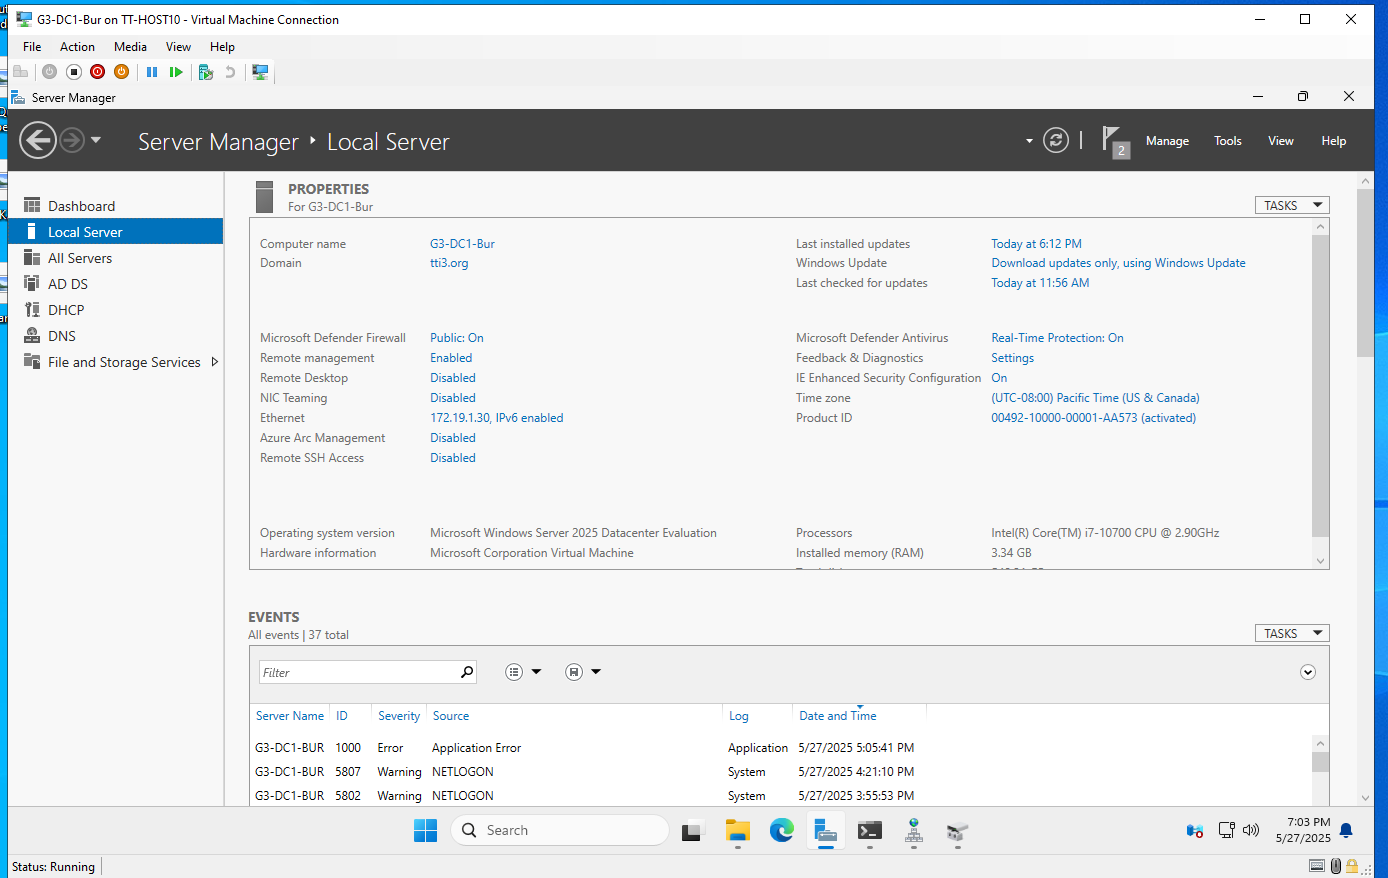 G3-DC1-Bur on TT-HOST10 - Virtual Machine Connection
File Action Media View Help
Server Manager
Server Manager ‣ Local Server
2 Manage Tools View Help
Dashboard
Local Server
All Servers
AD DS
DHCP
DNS
File and Storage Services
PROPERTIES
For G3-DC1-Bur
TASKS
Computer name G3-DC1-Bur Last installed updates Today at 6:12 PM
Domain tti3.org Windows Update Download updates only, using Windows Update
Last checked for updates Today at 11:56 AM
Microsoft Defender Firewall Public: On Microsoft Defender Antivirus Real-Time Protection: On
Remote management Enabled Feedback & Diagnostics Settings
Remote Desktop Disabled IE Enhanced Security Configuration On
NIC Teaming Disabled Time zone (UTC-08:00) Pacific Time (US & Canada)
Ethernet 172.19.1.30, IPv6 enabled Product ID 00492-10000-00001-AA573 (activated)
Azure Arc Management Disabled
Remote SSH Access Disabled
Operating system version Microsoft Windows Server 2025 Datacenter Evaluation Processors Intel(R) Core(TM) i7-10700 CPU @ 2.90GHz
Hardware information Microsoft Corporation Virtual Machine Installed memory (RAM) 3.34 GB
EVENTS
All events | 37 total
TASKS
Filter
Server Name ID Severity Source Log Date and Time
G3-DC1-BUR 1000 Error Application Error Application 5/27/2025 5:05:41 PM
G3-DC1-BUR 5807 Warning NETLOGON System 5/27/2025 4:21:10 PM
G3-DC1-BUR 5802 Warning NETLOGON System 5/27/2025 3:55:53 PM
Search
7:03 PM
5/27/2025
Status: Running